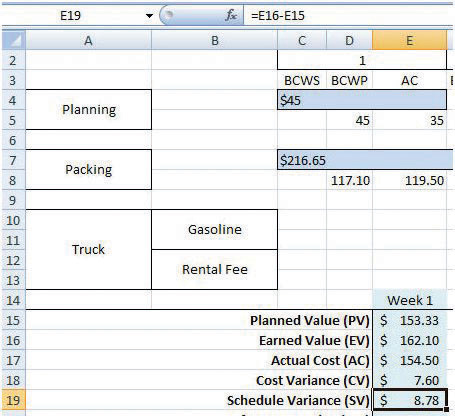 E19 fx =E16-E15
A B C D E
2 1
3 BCWS BCWP AC
4 $45
Planning
5 45 35
6
7 $216.65
Packing
8 117.10 119.50
9
10
Gasoline
11
Truck
12
Rental Fee
13
14 Week 1
15 Planned Value (PV) $ 153.33
16 Earned Value (EV) $ 162.10
17 Actual Cost (AC) $ 154.50
18 Cost Variance (CV) $ 7.60
19 Schedule Variance (SV) $ 8.78